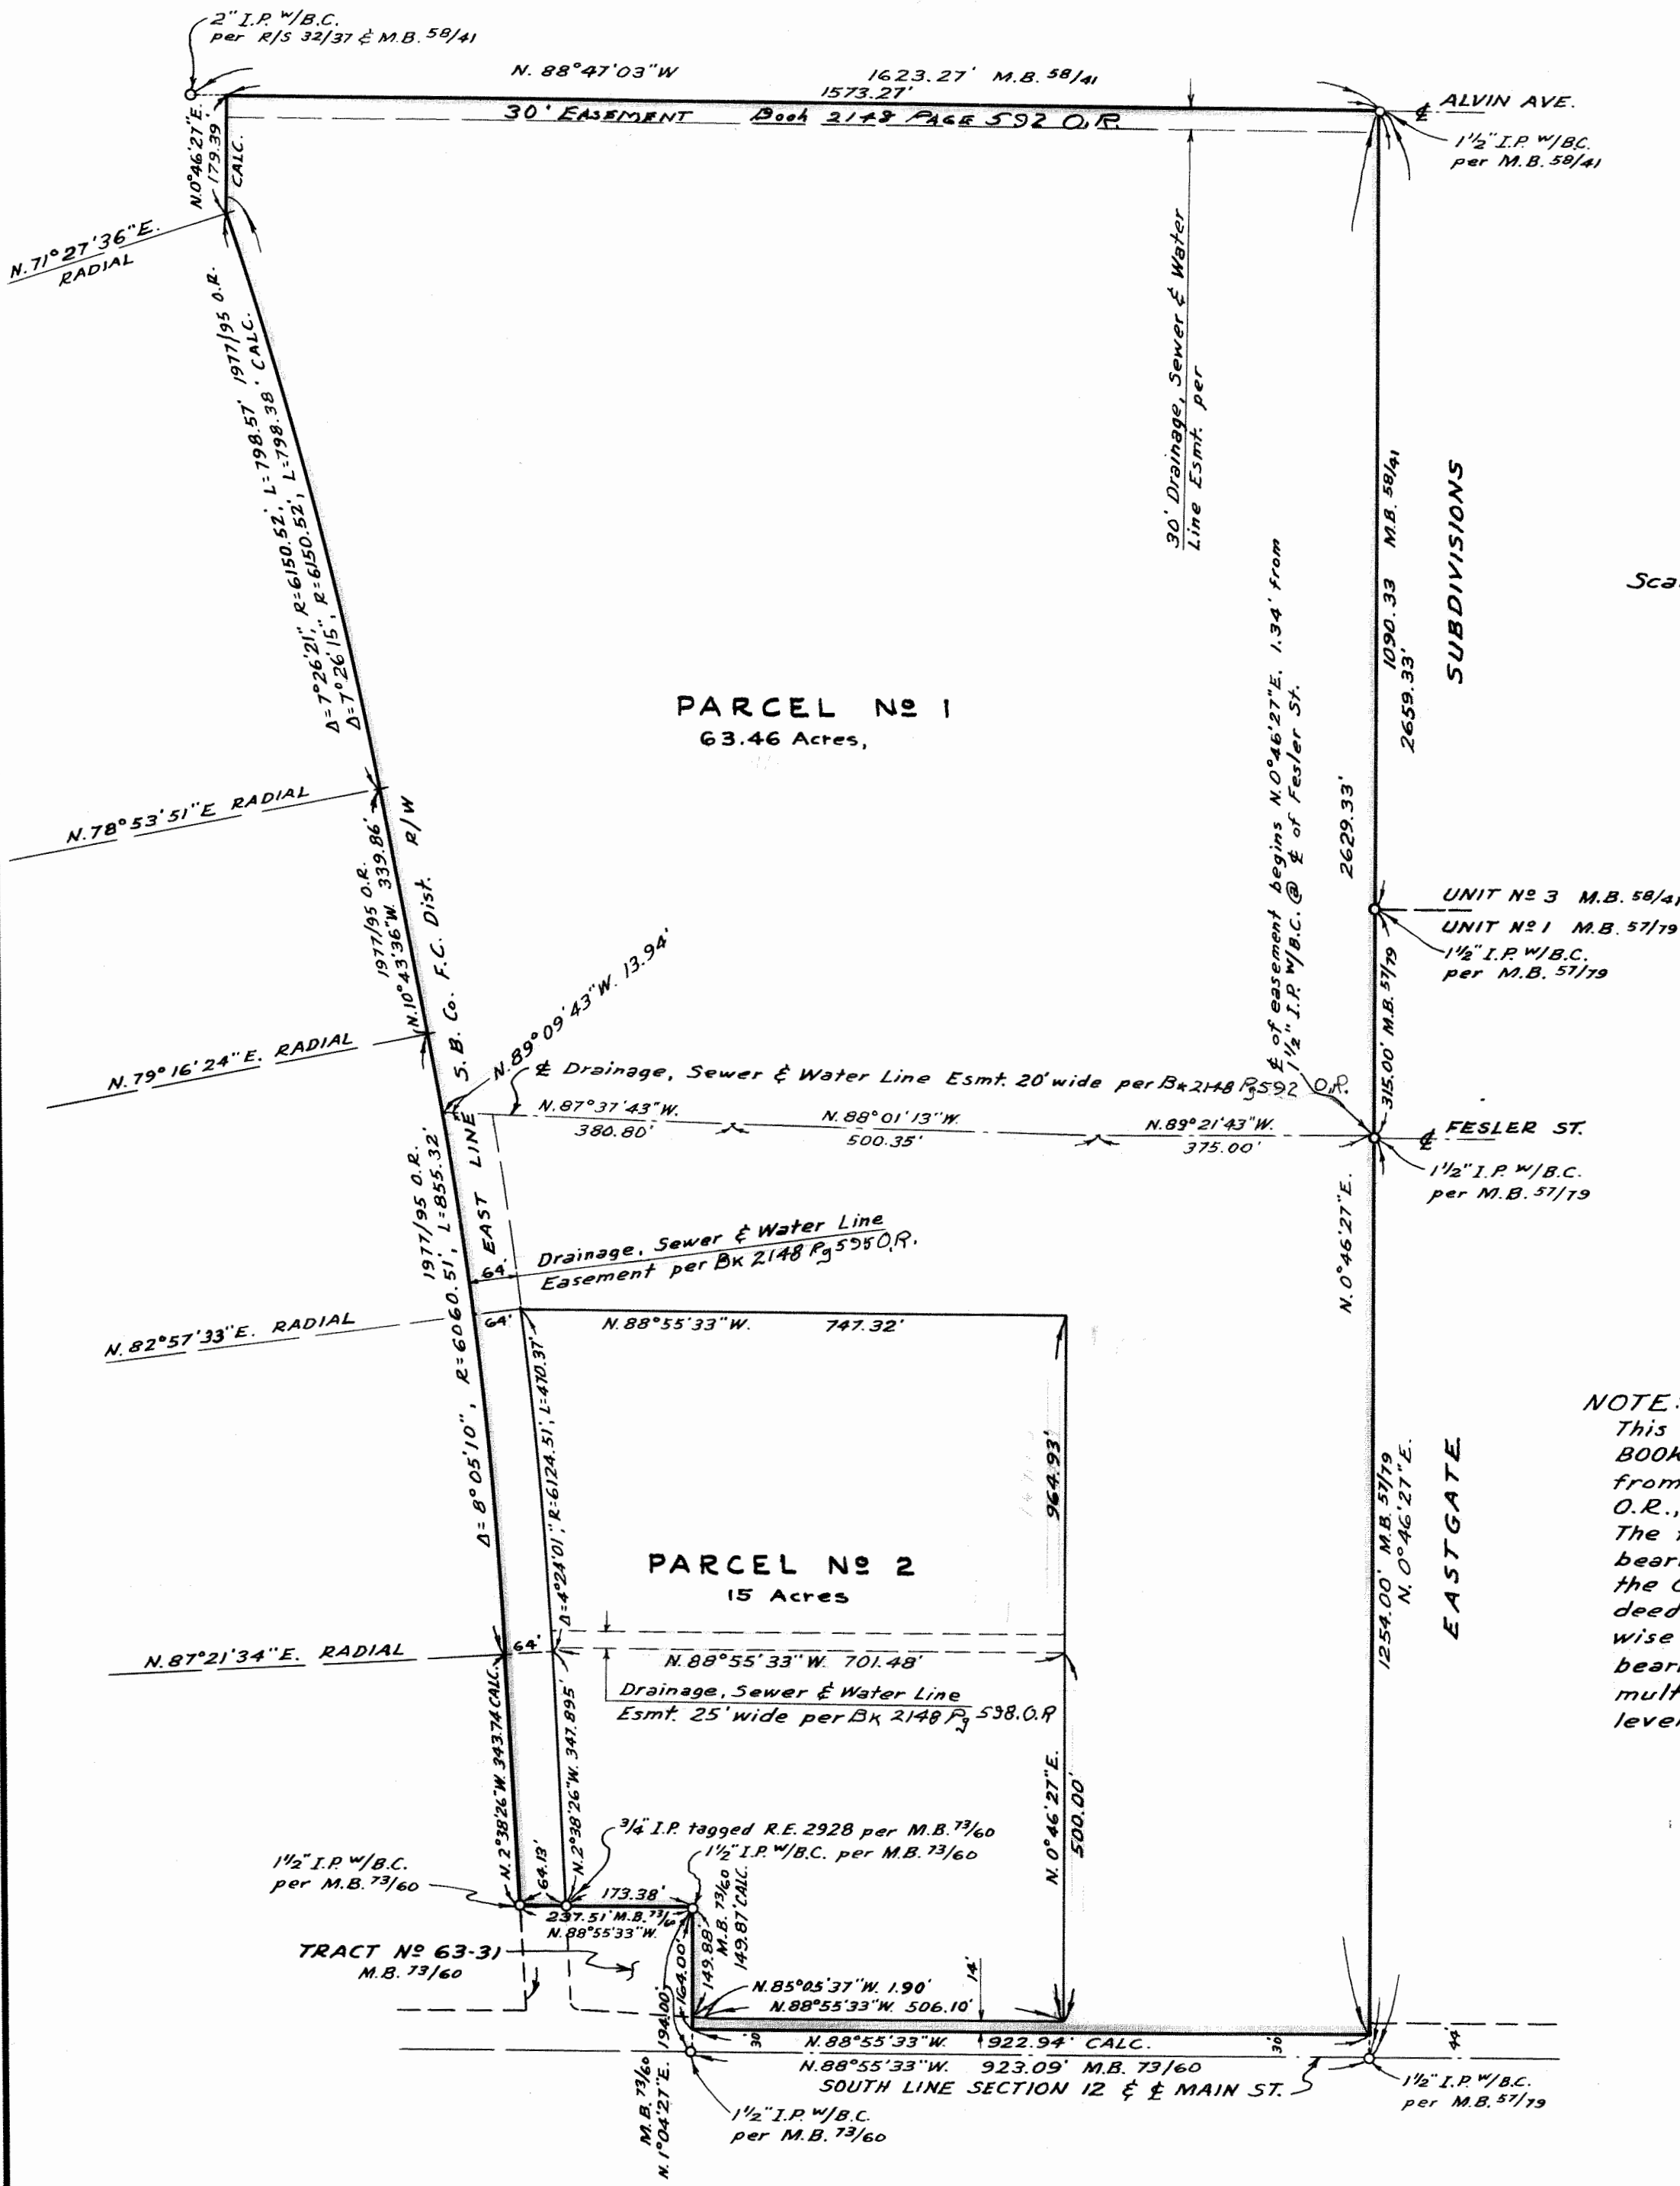 2" I.P. W/B.C.
per R/S 32/37 & M.B. 58/41
N. 88°47'03"W
1623.27' M.B. 58/41
1573.27'
30' EASEMENT Book 2148 PAGE 592 O.R.
℄ ALVIN AVE.
1½" I.P. W/B.C.
per M.B. 58/41
N.0°46'27"E.
179.39'
CALC.
N.71°27'36"E.
RADIAL
Δ=7°26'21", R=6150.52', L=798.57' 1977/95 O.R.
Δ=7°26'15", R=6150.52', L=798.38' CALC.
30' Drainage, Sewer & Water
Line Esmt. per
1090.33 M.B. 58/41
2659.33'
SUBDIVISIONS
PARCEL Nº 1
63.46 Acres,
℄ of easement begins N.0°46'27"E. 1.34' from
1½" I.P. W/B.C. @ ℄ of Fesler St.
2629.33'
N.78°53'51"E RADIAL
1977/95 O.R.
N.10°43'36"W. 339.86'
EAST LINE S.B. Co. F.C. Dist. R/W
UNIT Nº 3 M.B. 58/41
UNIT Nº 1 M.B. 57/79
1½" I.P. W/B.C.
per M.B. 57/79
315.00' M.B. 57/79
N.89°09'43"W. 13.94'
N.79°16'24"E. RADIAL
℄ Drainage, Sewer & Water Line Esmt. 20' wide per Bk 2148 Pg 592 O.R.
N.87°37'43"W.
380.80'
N.88°01'13"W.
500.35'
N.89°21'43"W.
375.00'
℄ FESLER ST.
1½" I.P. W/B.C.
per M.B. 57/79
N.0°46'27"E.
1977/95 O.R.
Δ=8°05'10", R=6060.51', L=855.32'
64'
Drainage, Sewer & Water Line
Easement per Bk 2148 Pg 595 O.R.
N.82°57'33"E. RADIAL
64'
N.88°55'33"W. 747.32'
Δ=4°24'01", R=6124.51', L=470.37'
964.93'
1254.00' M.B. 57/79
N.0°46'27"E.
EASTGATE
NOTE:
This
BOOK
from
O.R.,
The
bear
the
deed
wise
bear
mult
level
PARCEL Nº 2
15 Acres
N.87°21'34"E. RADIAL
64'
N.88°55'33"W. 701.48'
Drainage, Sewer & Water Line
Esmt. 25' wide per Bk 2148 Pg 598.O.R
N.2°38'26"W. 343.74 CALC.
N.2°38'26"W. 347.895'
N.0°46'27"E.
500.00'
3/4" I.P. tagged R.E. 2928 per M.B. 73/60
1½" I.P. W/B.C. per M.B. 73/60
1½" I.P. W/B.C.
per M.B. 73/60
64.13'
173.38'
237.51' M.B. 73/60
N.88°55'33"W.
149.88'
M.B. 73/60
149.87' CALC.
TRACT Nº 63-31
M.B. 73/60
164.00'
N.85°05'37"W. 1.90'
N.88°55'33"W. 506.10'
14'
30'
N.88°55'33"W. 922.94' CALC.
30'
44'
M.B. 73/60
N.1°04'27"E. 194.00'
N.88°55'33"W. 923.09' M.B. 73/60
SOUTH LINE SECTION 12 & ℄ MAIN ST.
1½" I.P. W/B.C.
per M.B. 57/79
1½" I.P. W/B.C.
per M.B. 73/60